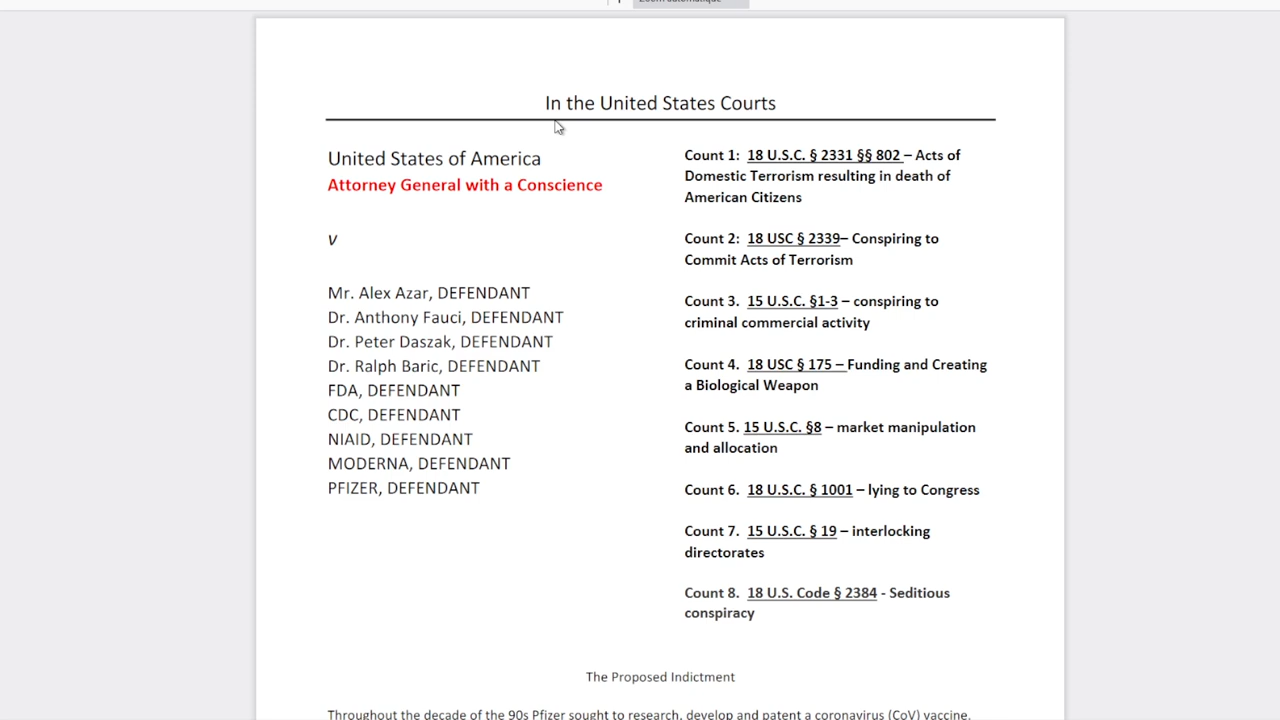 In the United States Courts
United States of America
Attorney General with a Conscience
v
Mr. Alex Azar, DEFENDANT
Dr. Anthony Fauci, DEFENDANT
Dr. Peter Daszak, DEFENDANT
Dr. Ralph Baric, DEFENDANT
FDA, DEFENDANT
CDC, DEFENDANT
NIAID, DEFENDANT
MODERNA, DEFENDANT
PFIZER, DEFENDANT
Count 1: 18 U.S.C. § 2331 §§ 802 – Acts of
Domestic Terrorism resulting in death of
American Citizens
Count 2: 18 USC § 2339– Conspiring to
Commit Acts of Terrorism
Count 3. 15 U.S.C. §1-3 – conspiring to
criminal commercial activity
Count 4. 18 USC § 175 – Funding and Creating
a Biological Weapon
Count 5. 15 U.S.C. §8 – market manipulation
and allocation
Count 6. 18 U.S.C. § 1001 – lying to Congress
Count 7. 15 U.S.C. § 19 – interlocking
directorates
Count 8. 18 U.S. Code § 2384 - Seditious
conspiracy
The Proposed Indictment
Throughout the decade of the 90s Pfizer sought to research, develop and patent a coronavirus (CoV) vaccine.